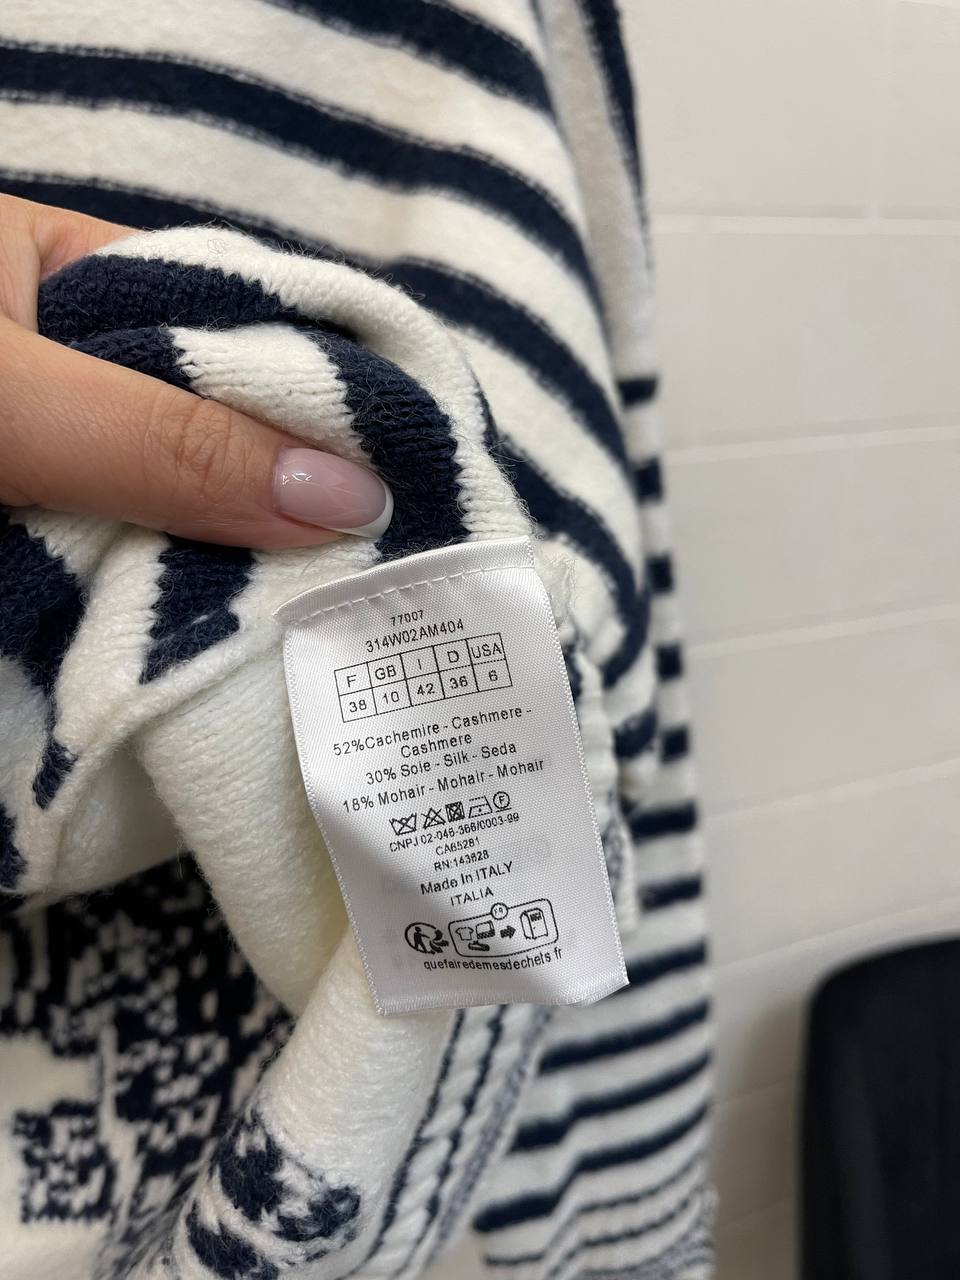 77007
314W02AM404
F GB I D USA
38 10 42 36 6
52%Cachemire - Cashmere -
Cashmere
30% Soie - Silk - Seda
18% Mohair - Mohair - Mohair
CNPJ 02-046-366/0003-99
CA65281
RN:143828
Made In ITALY
ITALIA
FR
quefairedemesdechets.fr